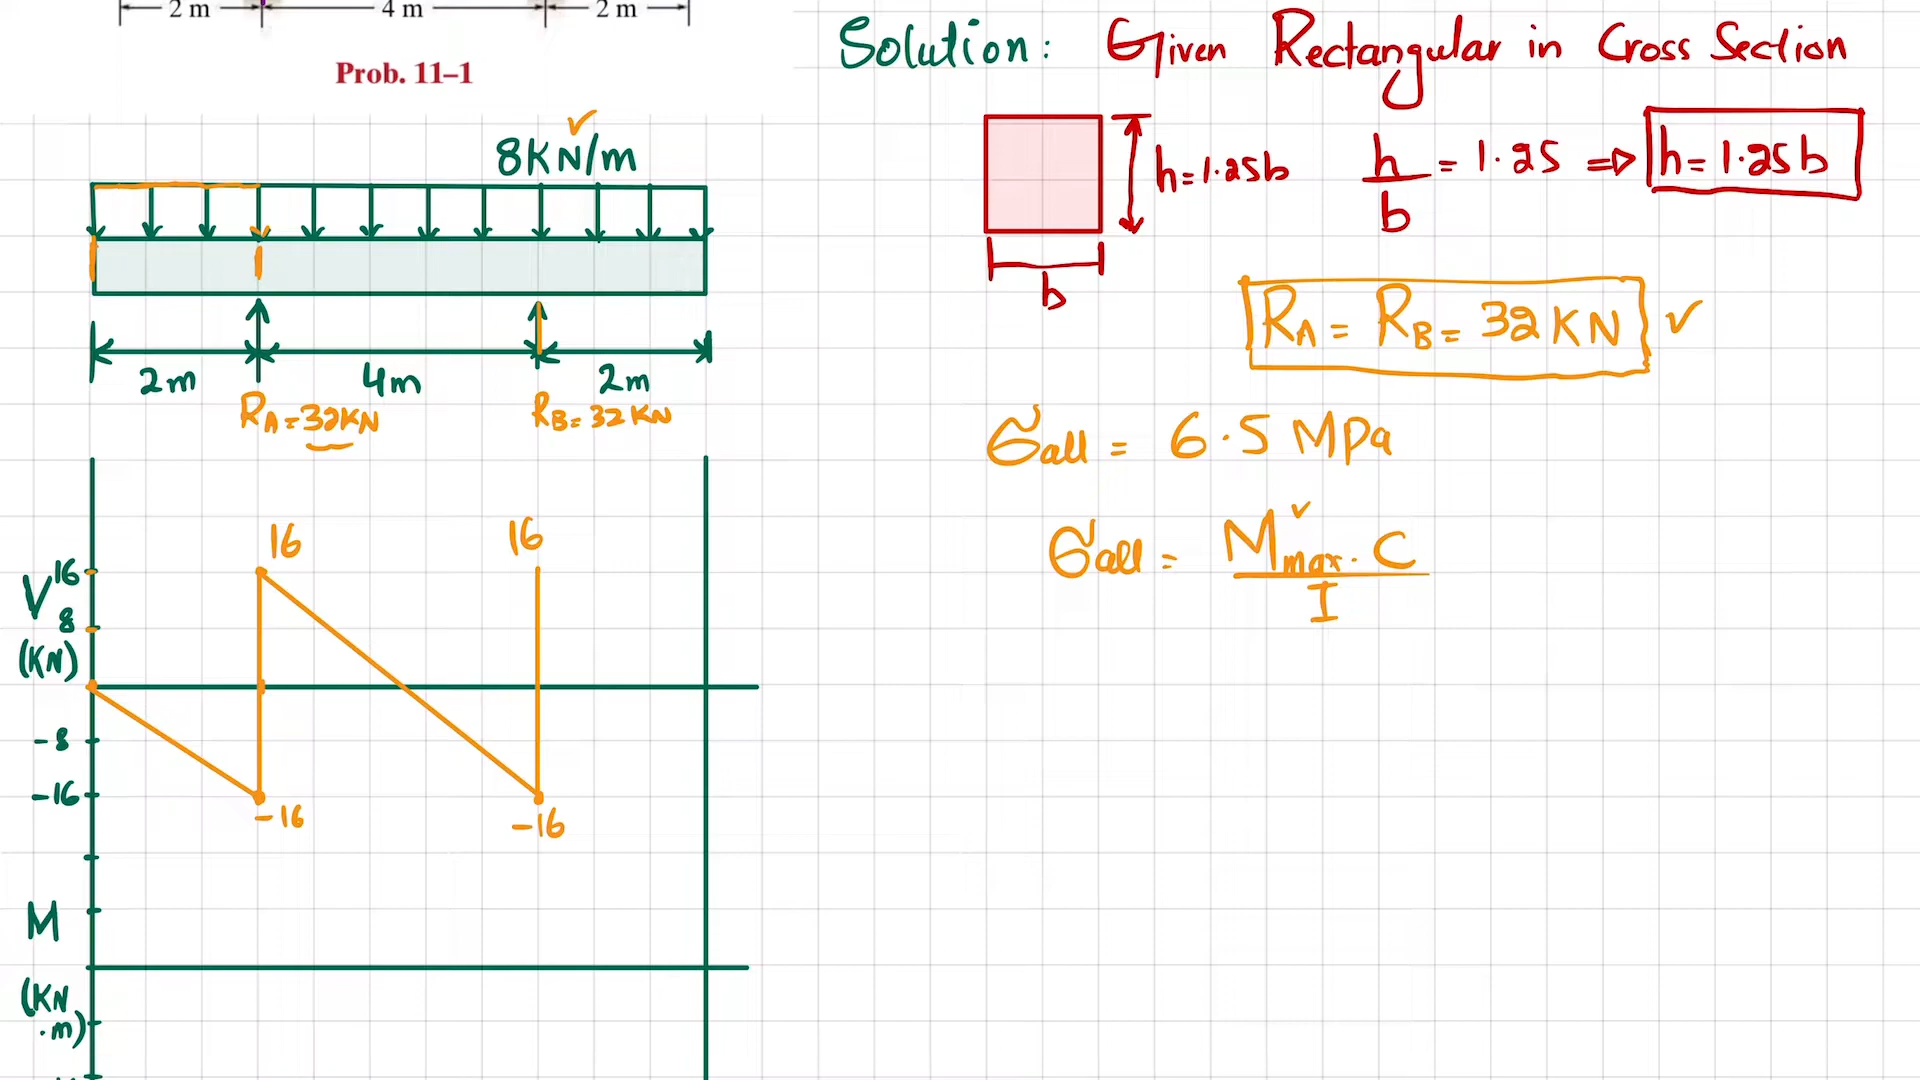 2 m 4 m 2 m
Prob. 11–1
8KN/m
2m 4m 2m
RA=32KN RB=32KN
16 16
V 16
8
(KN)
-8
-16
-16 -16
M
(KN
.m)
Solution: Given Rectangular in Cross Section
h=1.25b
b
h/b = 1.25 ⇒ h=1.25b
RA = RB = 32KN ✓
σall = 6.5 MPa
σall = Mmax. C / I